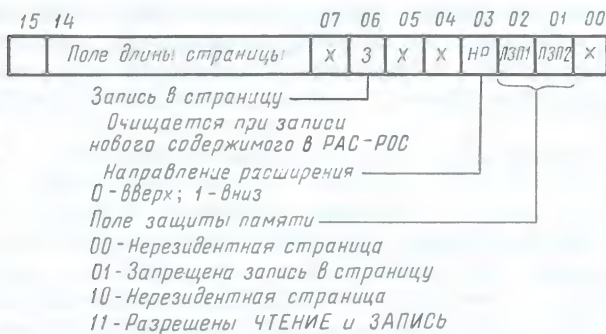 15 14 07 06 05 04 03 02 01 00
Поле длины страницы X З X X НР ПЗП1 ПЗП2 X
Запись в страницу
Очищается при записи
нового содержимого в РАС-РОС
Направление расширения
0-вверх; 1-вниз
Поле защиты памяти
00-Нерезидентная страница
01-Запрещена запись в страницу
10-Нерезидентная страница
11-Разрешены ЧТЕНИЕ и ЗАПИСЬ